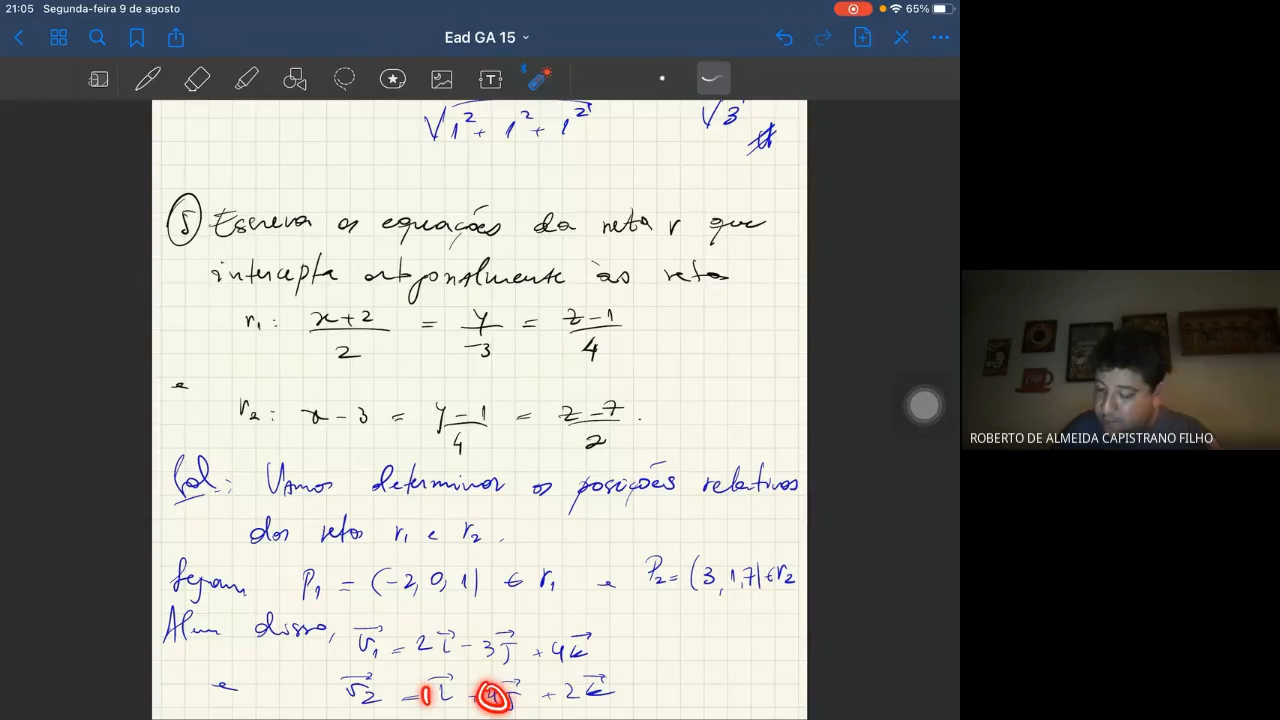 21:05 Segunda-feira 9 de agosto
65%
Ead GA 15
√1² + 1² + 1²
√3
⑤ Escreva as equações da reta r que
intercepta ortogonalmente às retas
r₁: (x+2)/2 = y/-3 = (z-1)/4
e
r₂: x-3 = (y-1)/4 = (z-7)/2.
Sol.: Vamos determinar as posições relativas
das retas r₁ e r₂.
Sejam P₁ = (-2, 0, 1) ∈ r₁ e P₂ = (3, 1, 7) ∈ r₂
Alem disso, v⃗₁ = 2i⃗ - 3j⃗ + 4k⃗
e v⃗₂ = 1i⃗ + 4j⃗ + 2k⃗
ROBERTO DE ALMEIDA CAPISTRANO FILHO